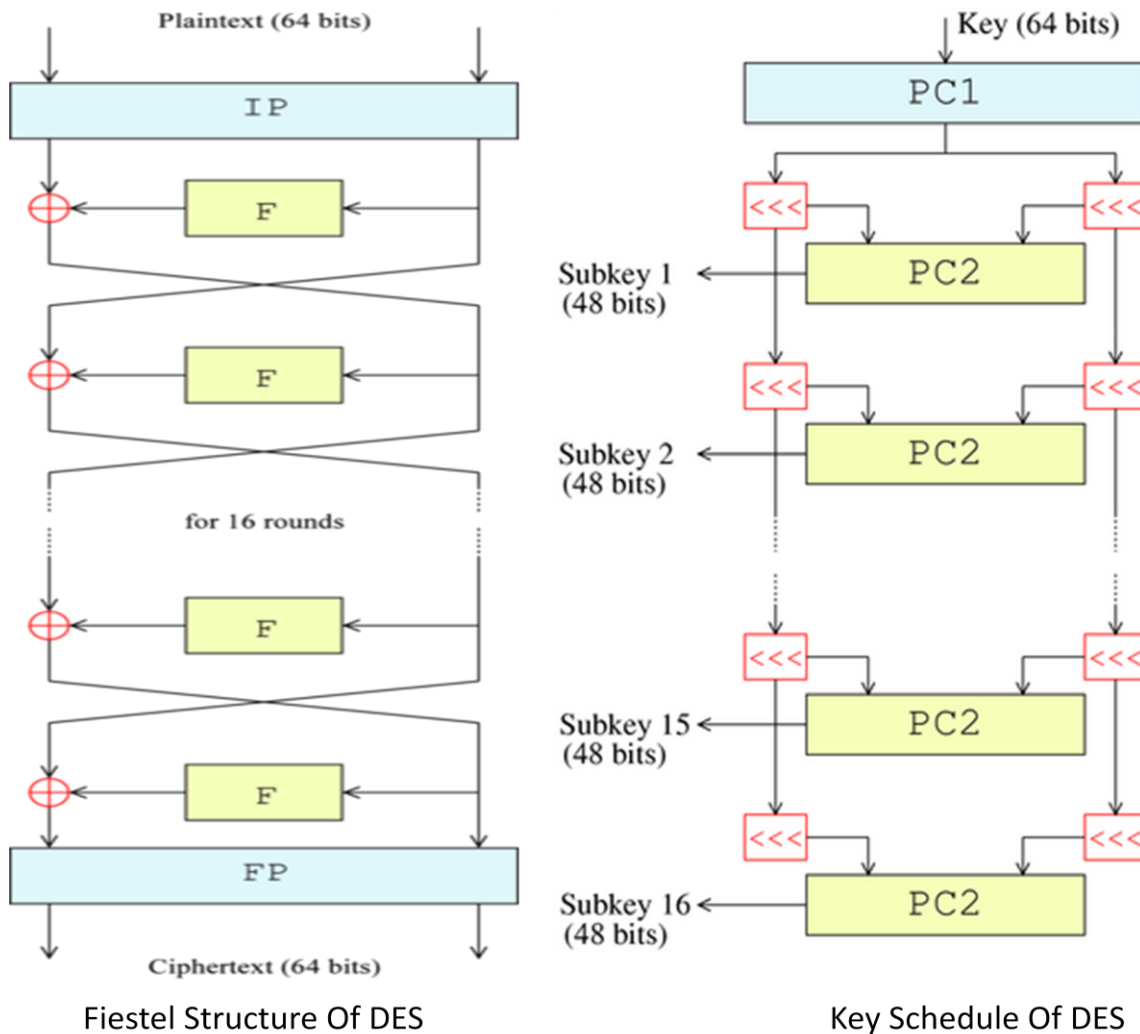 Plaintext (64 bits)
IP
F
F
for 16 rounds
F
F
FP
Ciphertext (64 bits)
Fiestel Structure Of DES
Key (64 bits)
PC1
<<<
<<<
PC2
Subkey 1
(48 bits)
<<<
<<<
PC2
Subkey 2
(48 bits)
<<<
<<<
PC2
Subkey 15
(48 bits)
<<<
<<<
PC2
Subkey 16
(48 bits)
Key Schedule Of DES